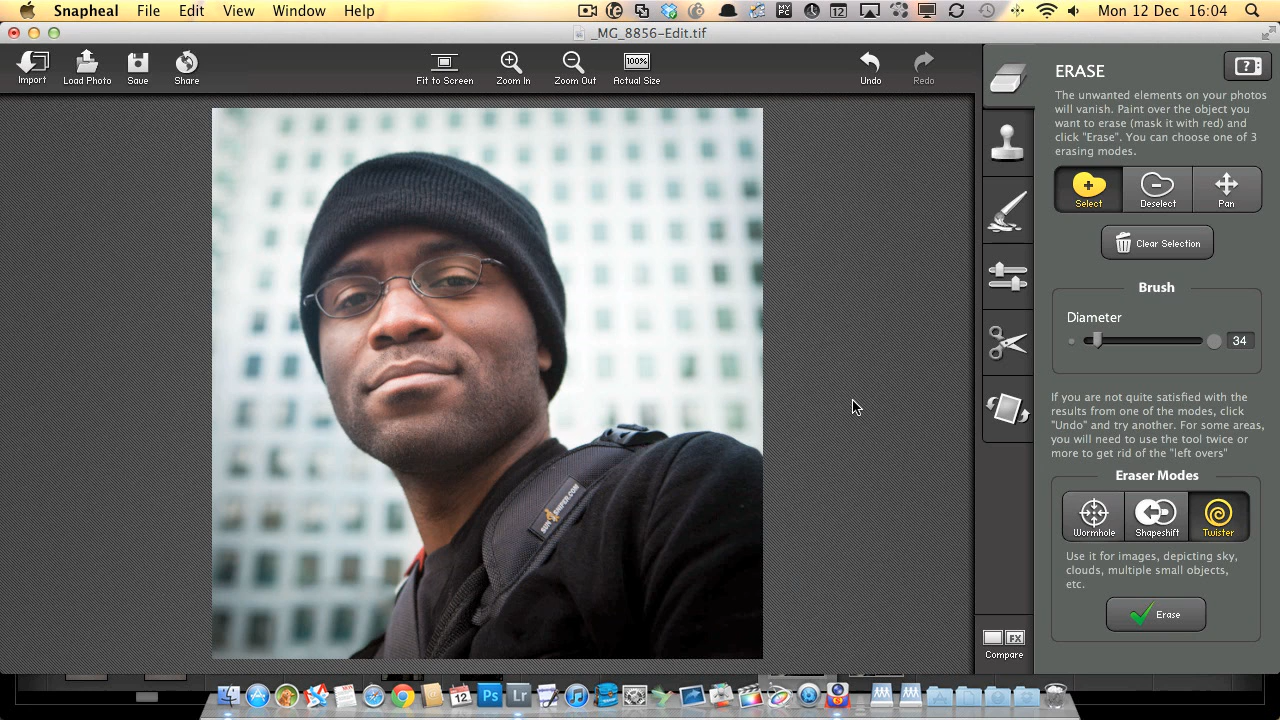 Snapheal File Edit View Window Help Mon 12 Dec 16:04
_MG_8856-Edit.tif
Import Load Photo Save Share Fit to Screen Zoom In Zoom Out 100% Actual Size Undo Redo
ERASE
The unwanted elements on your photos
will vanish. Paint over the object you
want to erase (mask it with red) and
click "Erase". You can choose one of 3
erasing modes.
Select Deselect Pan
Clear Selection
Brush
Diameter
34
If you are not quite satisfied with the
results from one of the modes, click
"Undo" and try another. For some areas,
you will need to use the tool twice or
more to get rid of the "left overs"
Eraser Modes
Wormhole Shapeshift Twister
Use it for images, depicting sky,
clouds, multiple small objects,
etc.
Erase
FX
Compare
SUN SNIPER.COM
12 Ps Lr